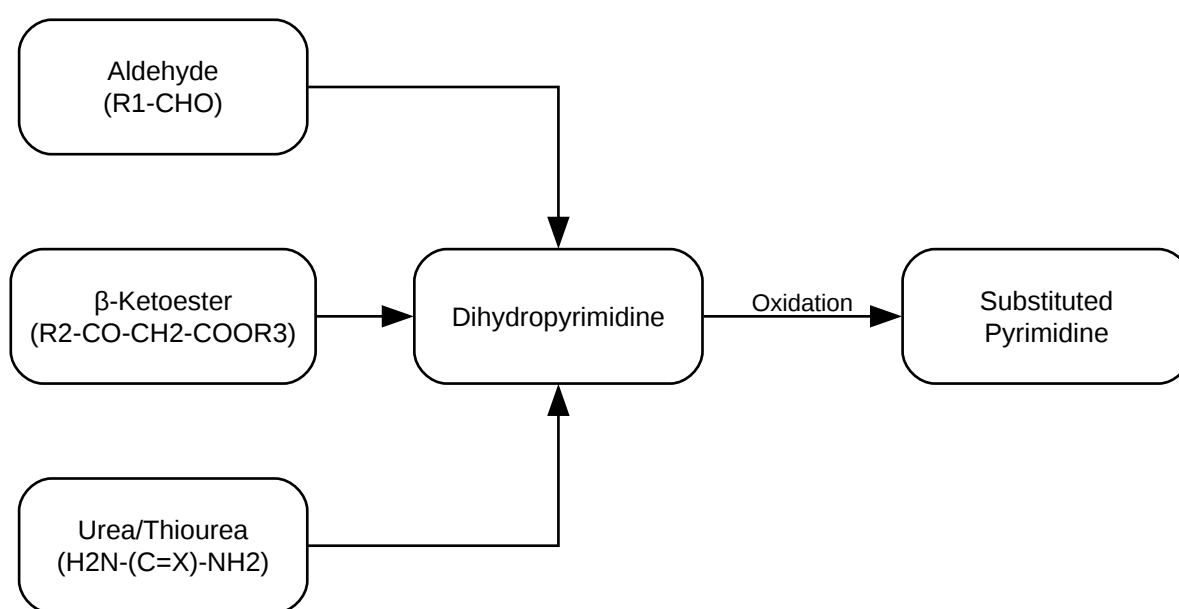 Aldehyde
(R1-CHO)
β-Ketoester
(R2-CO-CH2-COOR3)
Dihydropyrimidine
Oxidation
Substituted
Pyrimidine
Urea/Thiourea
(H2N-(C=X)-NH2)